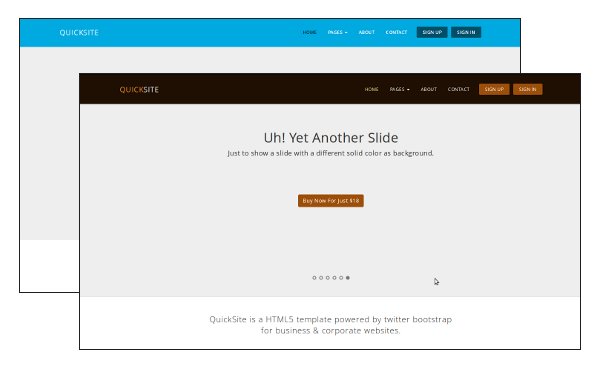 QUICKSITE
HOME PAGES ABOUT CONTACT SIGN UP SIGN IN
QUICKSITE
HOME PAGES ABOUT CONTACT SIGN UP SIGN IN
Uh! Yet Another Slide
Just to show a slide with a different solid color as background.
Buy Now For Just $18
QuickSite is a HTML5 template powered by twitter bootstrap
for business & corporate websites.